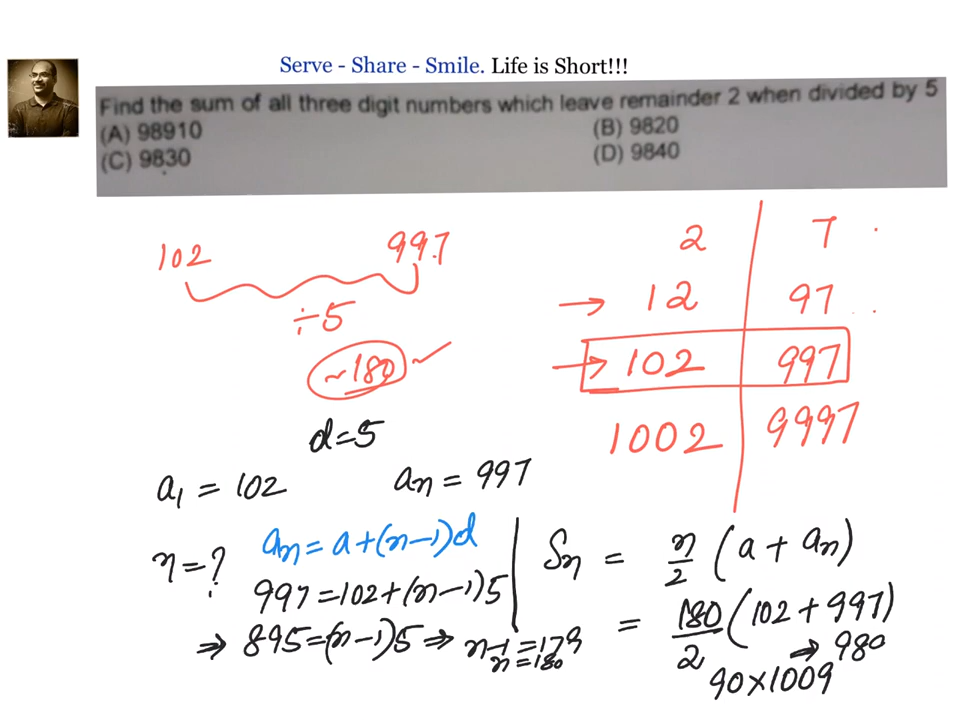 Serve - Share - Smile. Life is Short!!!
Find the sum of all three digit numbers which leave remainder 2 when divided by 5
(A) 98910 (B) 9820
(C) 9830 (D) 9840
102 997
÷5
~180 ✓
2 7
→ 12 97
→ 102 997
1002 9997
d=5
a₁ = 102 aₙ = 997
n=? aₙ = a+(n-1)d
997=102+(n-1)5
⇒ 895=(n-1)5 ⇒ n-1=179
n=180
Sₙ = n/2 (a + aₙ)
= 180/2 (102+997)
⇒ 980
90×1009